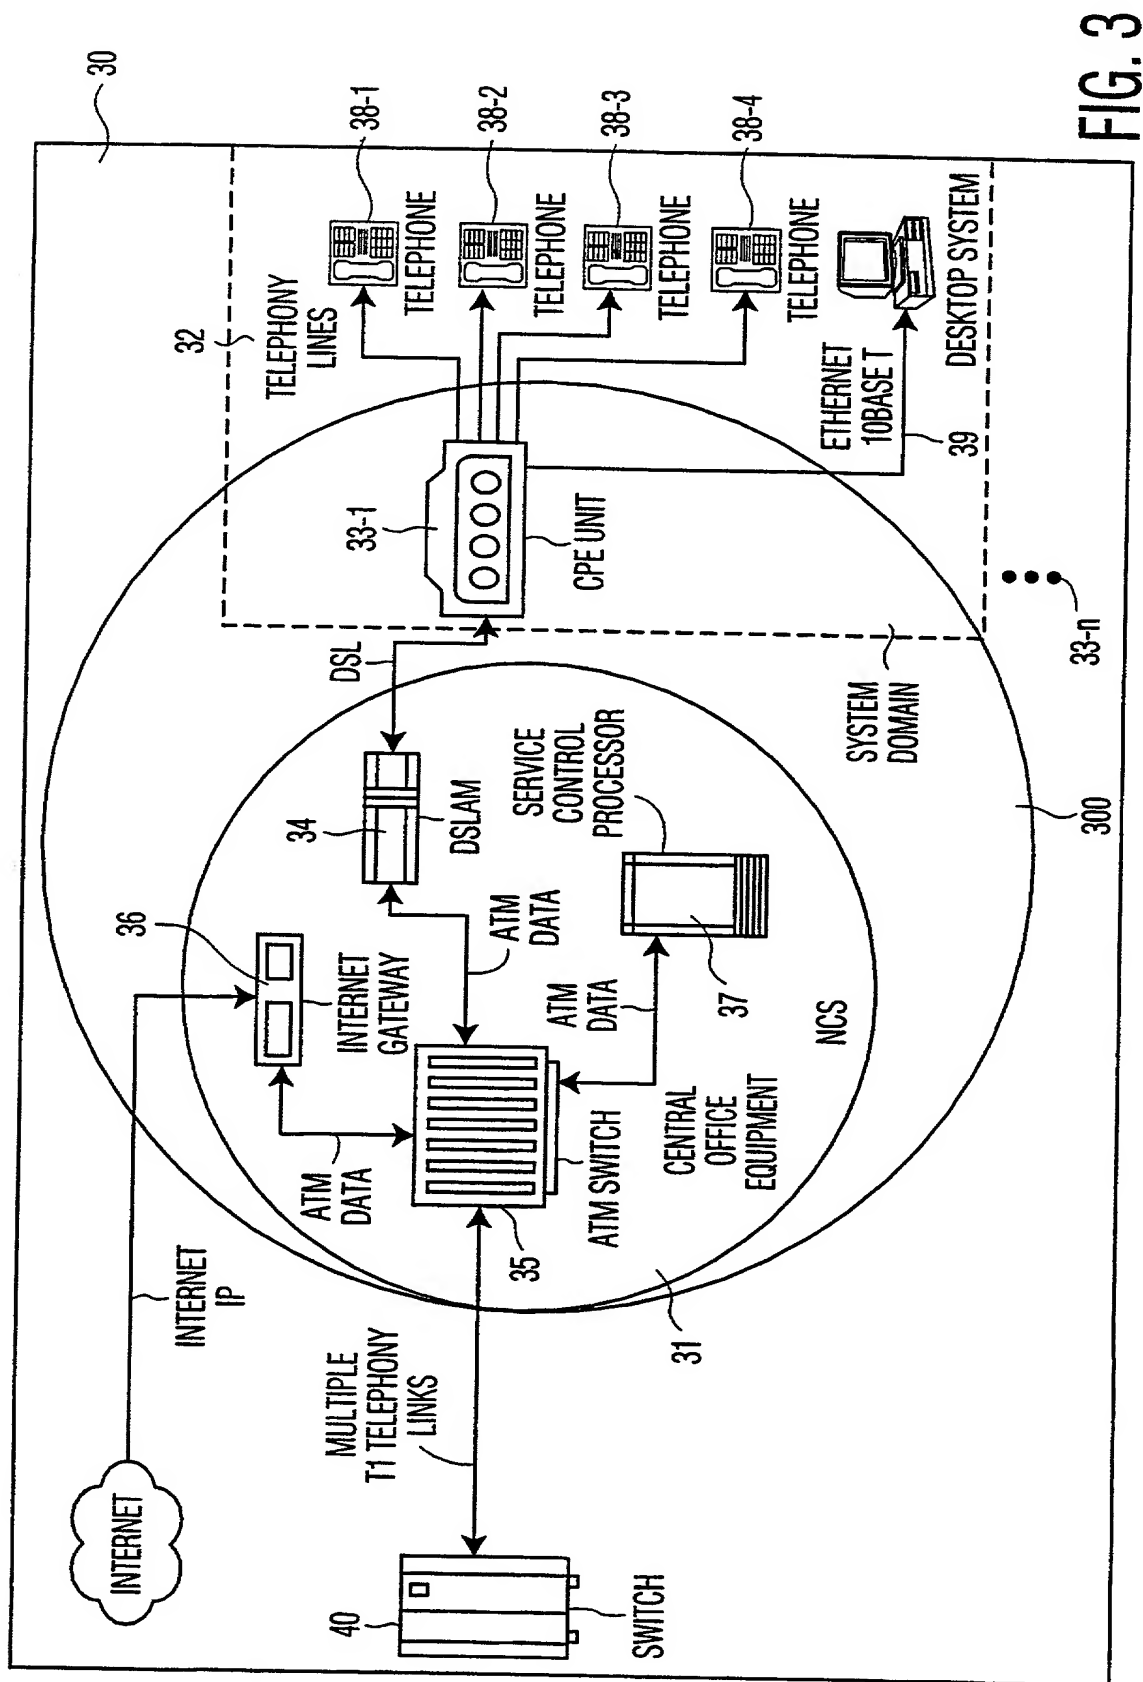 30
INTERNET
INTERNET
IP
36
INTERNET
GATEWAY
ATM
DATA
34
DSLAM
DSL
32
TELEPHONY
LINES
38-1
TELEPHONE
38-2
TELEPHONE
38-3
TELEPHONE
38-4
TELEPHONE
33-1
CPE UNIT
ETHERNET
10BASE T
39
DESKTOP SYSTEM
ATM
DATA
SERVICE
CONTROL
PROCESSOR
ATM
DATA
37
35
ATM SWITCH
MULTIPLE
T1 TELEPHONY
LINKS
40
SWITCH
CENTRAL
OFFICE
EQUIPMENT
NCS
31
SYSTEM
DOMAIN
300
33-n
FIG. 3